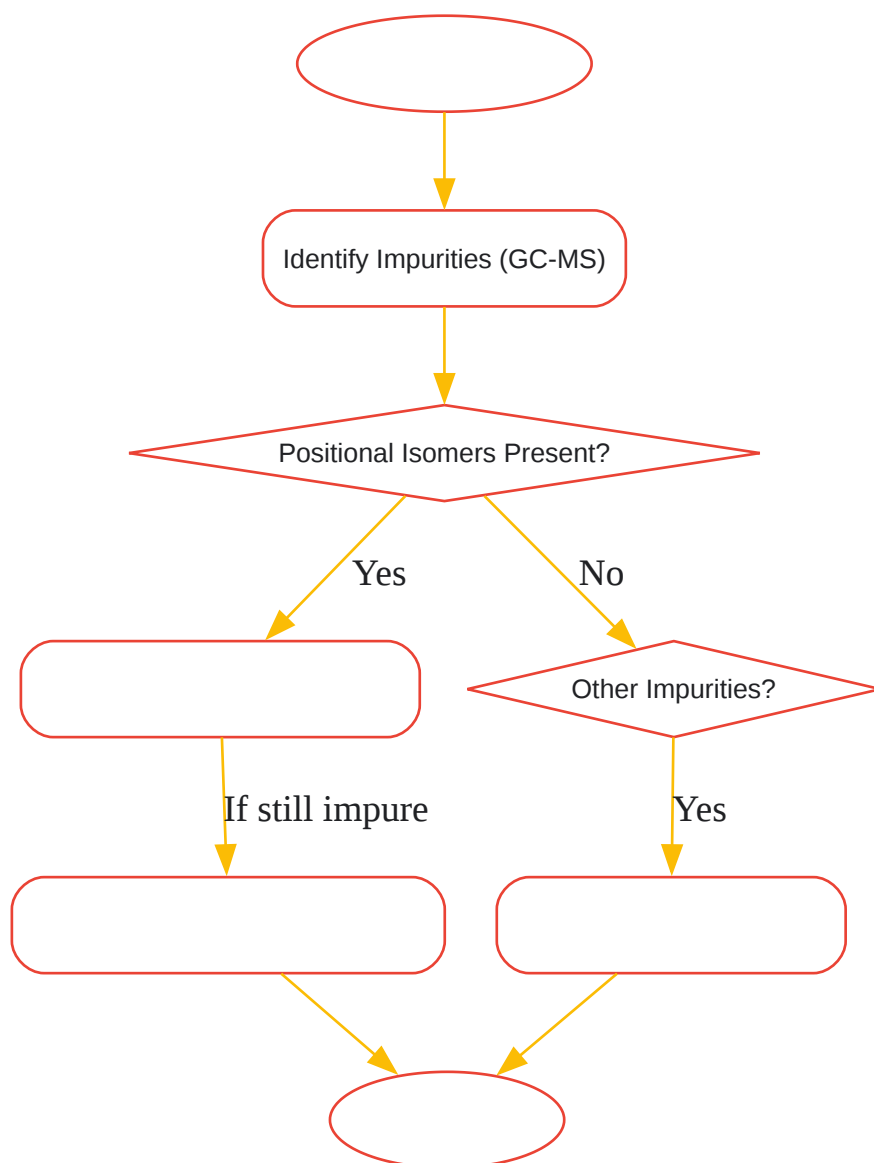 Identify Impurities (GC-MS)
Positional Isomers Present?
Yes
No
Other Impurities?
If still impure
Yes